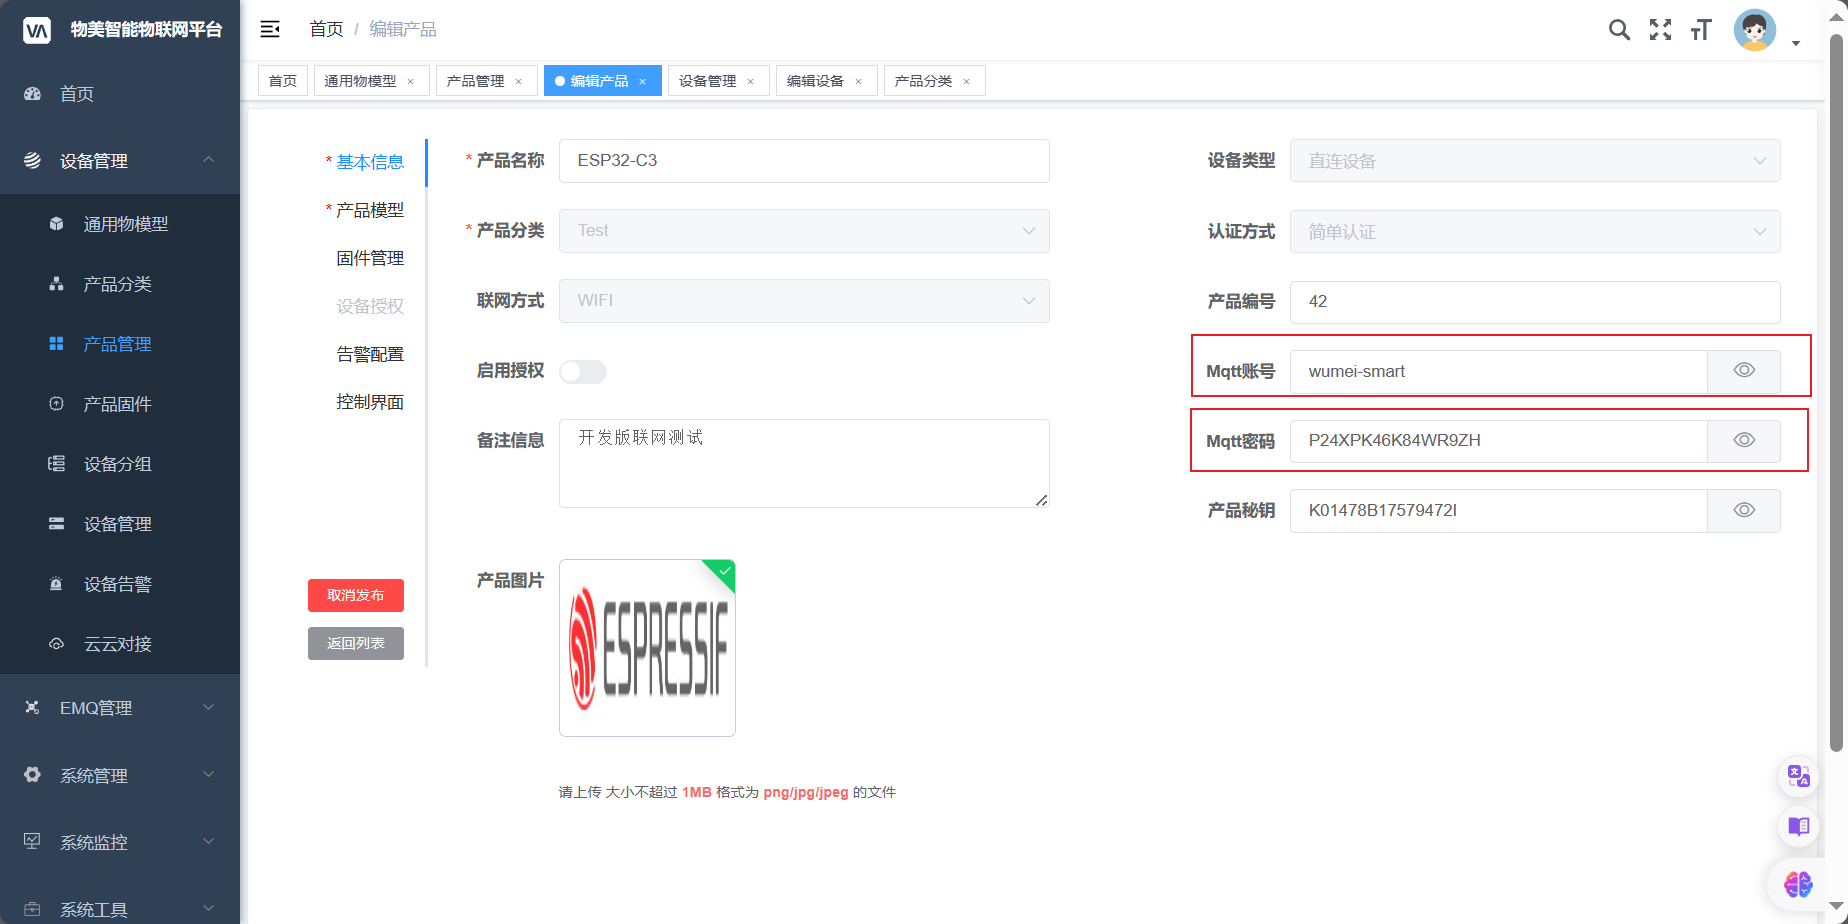 物美智能物联网平台
首页 / 编辑产品
首页
通用物模型 ×
产品管理 ×
编辑产品 ×
设备管理 ×
编辑设备 ×
产品分类 ×
首页
设备管理
通用物模型
产品分类
产品管理
产品固件
设备分组
设备管理
设备告警
云云对接
EMQ管理
系统管理
系统监控
系统工具
* 基本信息
* 产品模型
固件管理
设备授权
告警配置
控制界面
取消发布
返回列表
* 产品名称 ESP32-C3
* 产品分类 Test
联网方式 WIFI
启用授权
备注信息 开发版联网测试
产品图片
ESPRESSIF
请上传 大小不超过 1MB 格式为 png/jpg/jpeg 的文件
设备类型 直连设备
认证方式 简单认证
产品编号 42
Mqtt账号 wumei-smart
Mqtt密码 P24XPK46K84WR9ZH
产品秘钥 K01478B17579472I